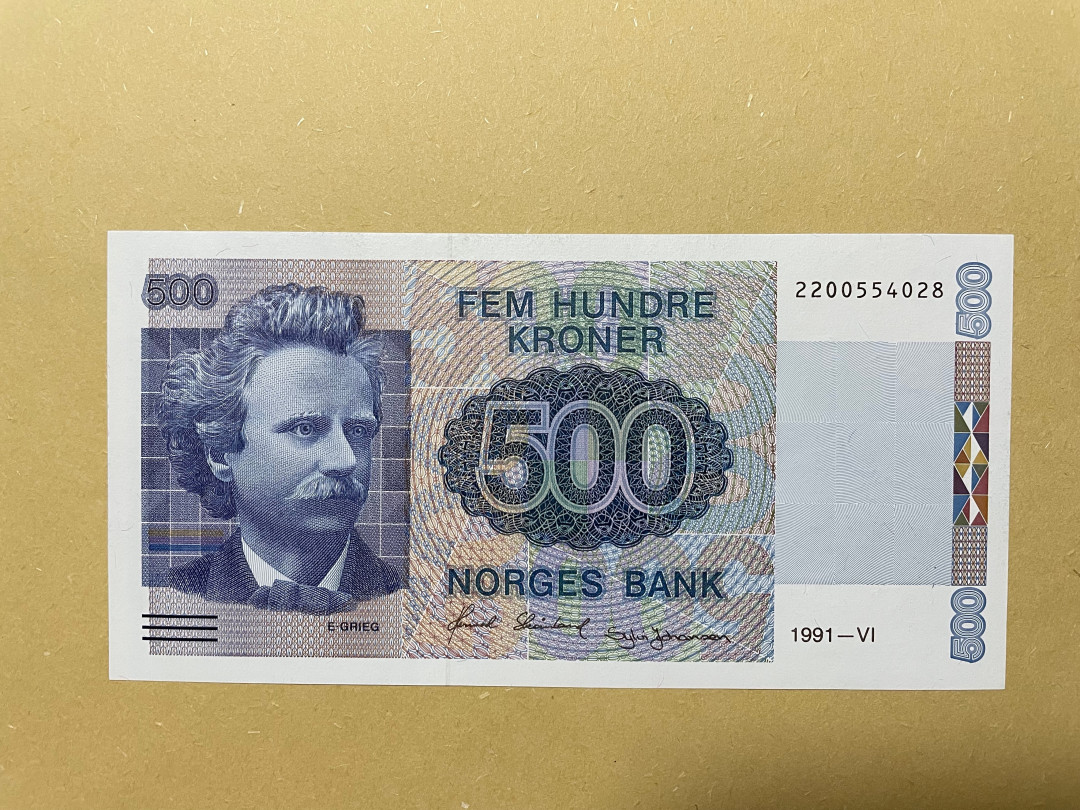 500
FEM HUNDRE
KRONER
2200554028
500
500
NORGES BANK
E·GRIEG
1991–VI
500